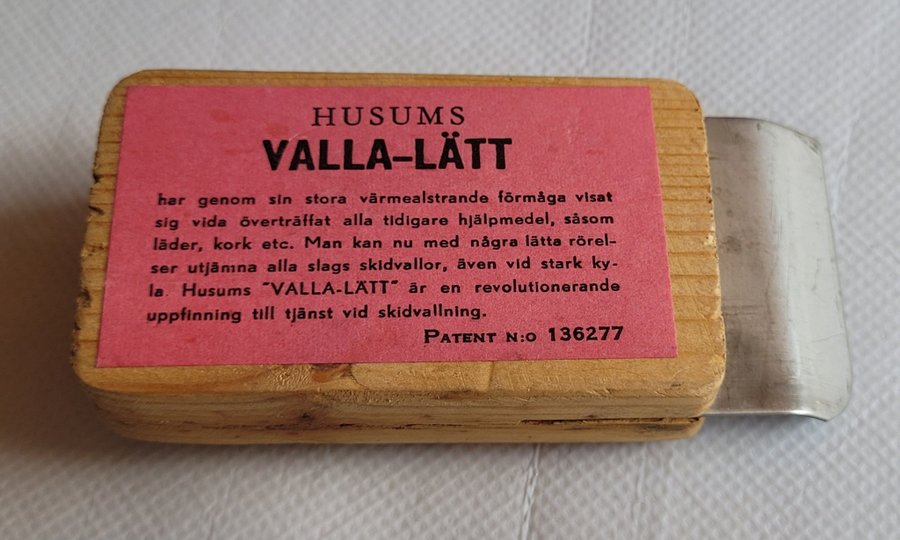 HUSUMS
VALLA-LÄTT
har genom sin stora värmealstrande förmåga visat
sig vida överträffat alla tidigare hjälpmedel, såsom
läder, kork etc. Man kan nu med några lätta rörel-
ser utjämna alla slags skidvallor, även vid stark ky-
la. Husums "VALLA-LÄTT" är en revolutionerande
uppfinning till tjänst vid skidvallning.
PATENT N:O 136277